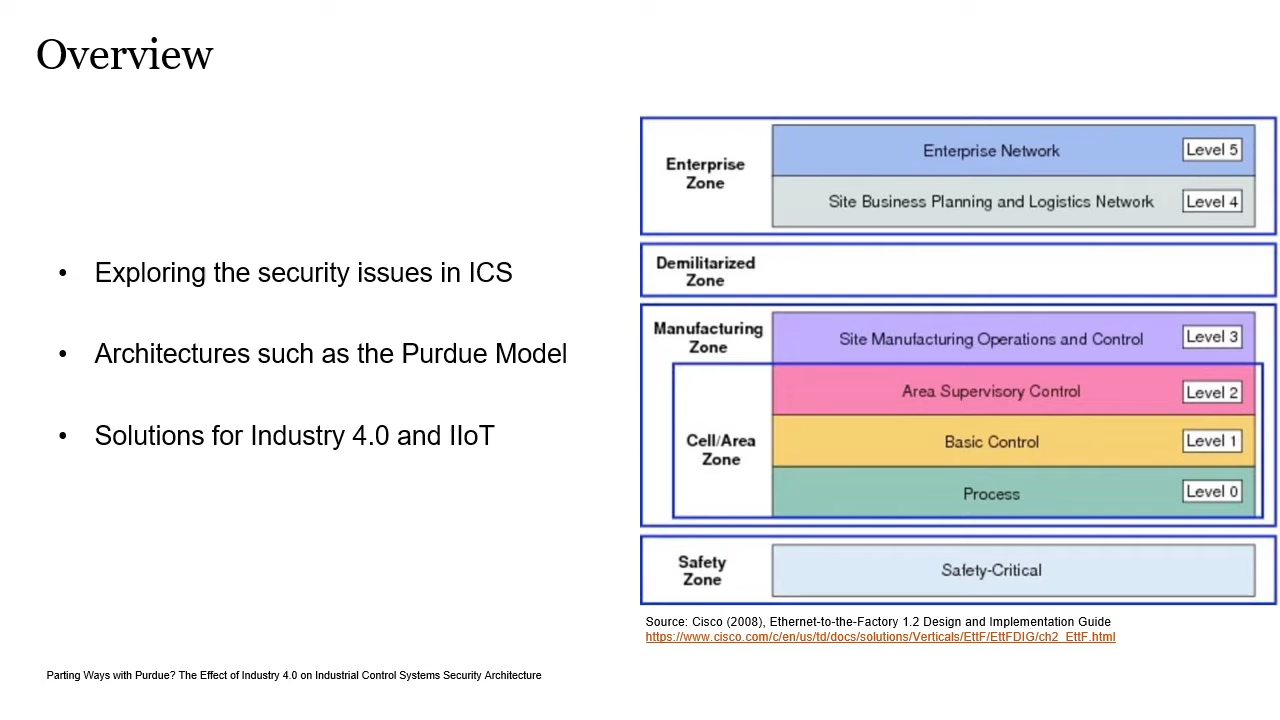 Overview
• Exploring the security issues in ICS
• Architectures such as the Purdue Model
• Solutions for Industry 4.0 and IIoT
Enterprise
Zone
Enterprise Network
Level 5
Site Business Planning and Logistics Network
Level 4
Demilitarized
Zone
Manufacturing
Zone
Site Manufacturing Operations and Control
Level 3
Cell/Area
Zone
Area Supervisory Control
Level 2
Basic Control
Level 1
Process
Level 0
Safety
Zone
Safety-Critical
Source: Cisco (2008), Ethernet-to-the-Factory 1.2 Design and Implementation Guide
https://www.cisco.com/c/en/us/td/docs/solutions/Verticals/EttF/EttFDIG/ch2_EttF.html
Parting Ways with Purdue? The Effect of Industry 4.0 on Industrial Control Systems Security Architecture